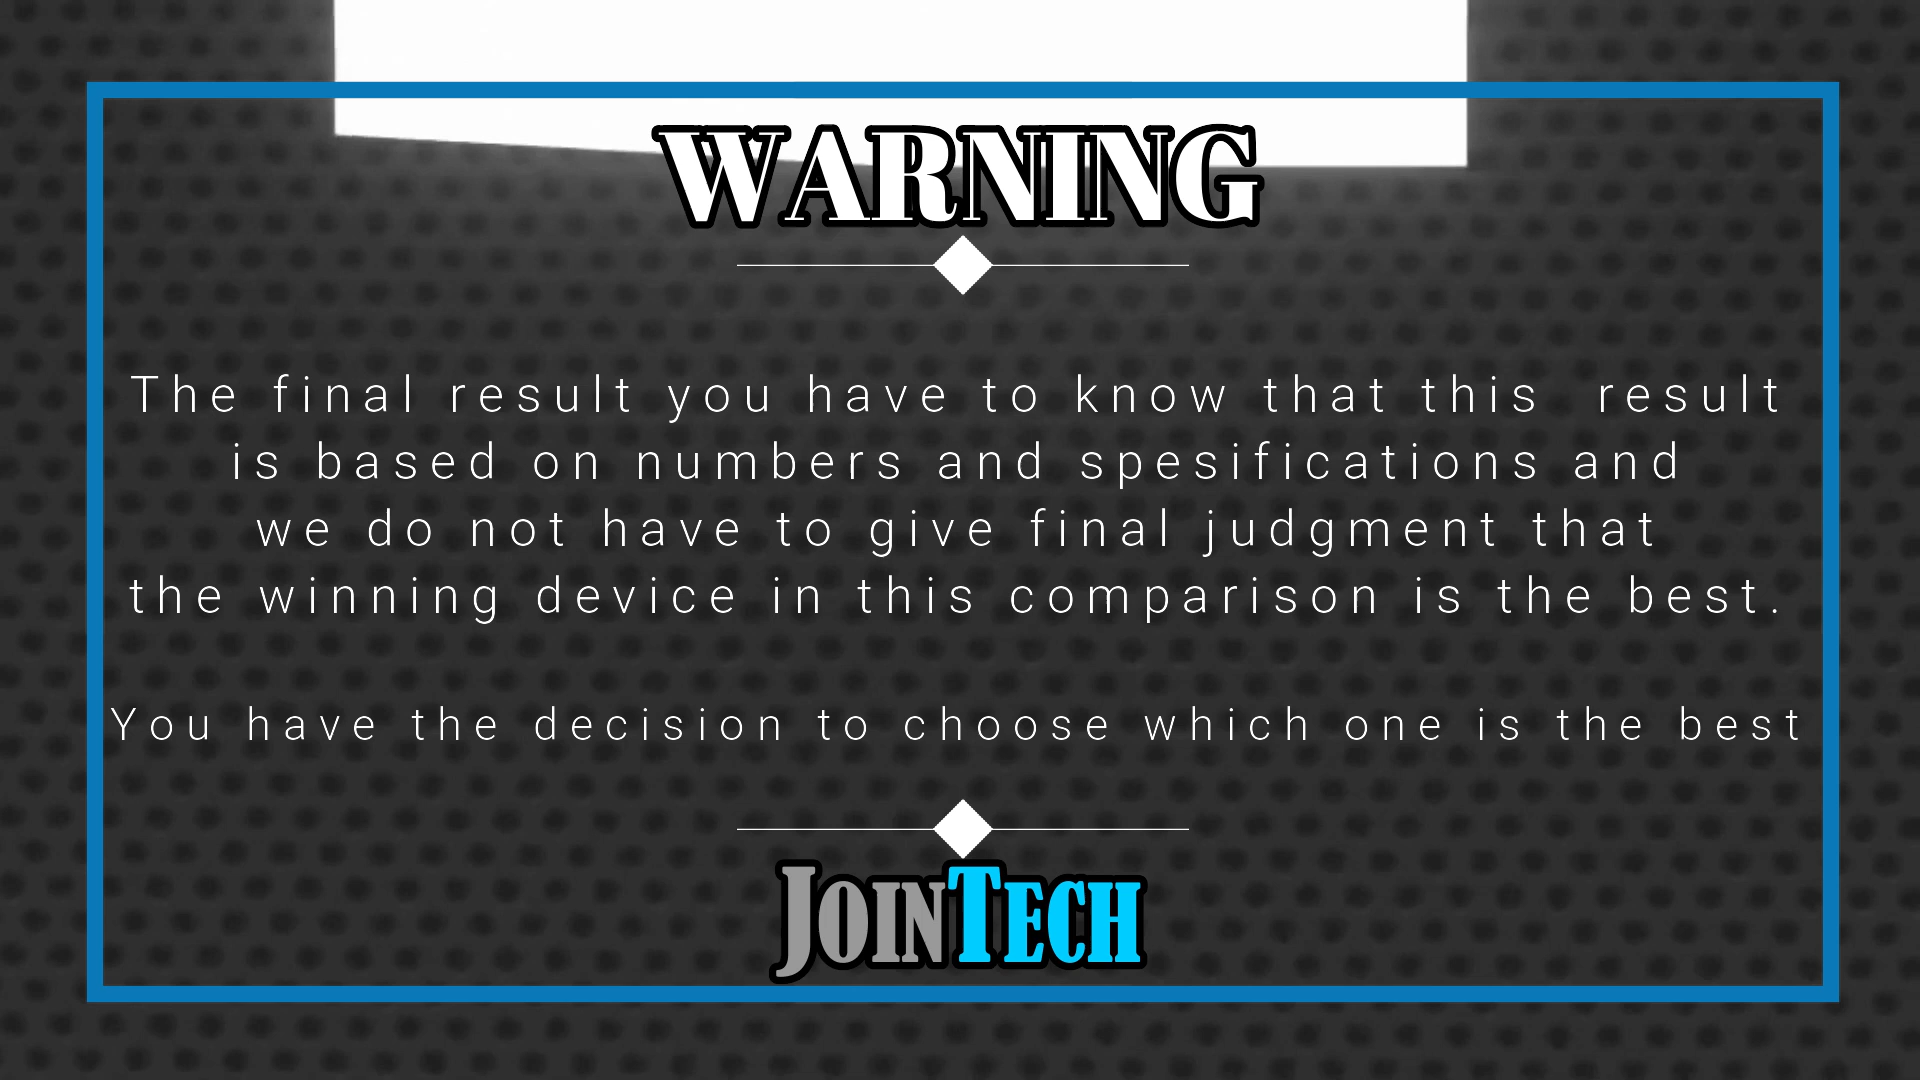 WARNING
The final result you have to know that this result
is based on numbers and spesifications and
we do not have to give final judgment that
the winning device in this comparison is the best.
You have the decision to choose which one is the best
JOINTECH